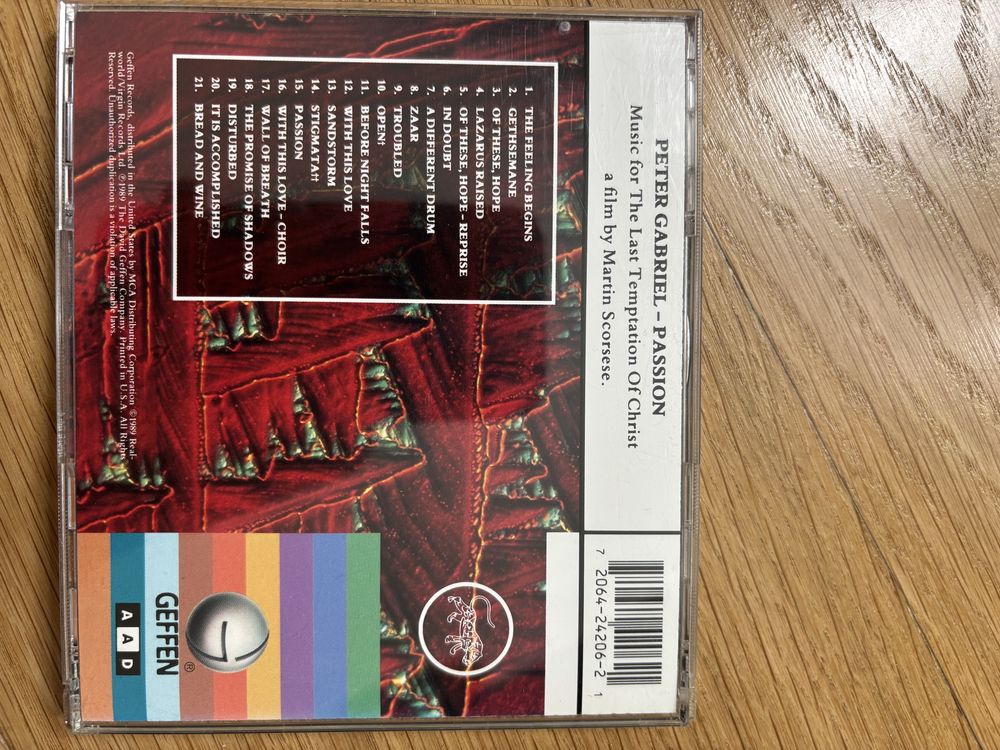 PETER GABRIEL – PASSION
Music for The Last Temptation Of Christ
a film by Martin Scorsese.
7 2064-24206-2 1
1. THE FEELING BEGINS
2. GETHSEMANE
3. OF THESE, HOPE
4. LAZARUS RAISED
5. OF THESE, HOPE – REPRISE
6. IN DOUBT
7. A DIFFERENT DRUM
8. ZAAR
9. TROUBLED
10. OPEN†
11. BEFORE NIGHT FALLS
12. WITH THIS LOVE
13. SANDSTORM
14. STIGMATA††
15. PASSION
16. WITH THIS LOVE – CHOIR
17. WALL OF BREATH
18. THE PROMISE OF SHADOWS
19. DISTURBED
20. IT IS ACCOMPLISHED
21. BREAD AND WINE
Geffen Records, distributed in the United States by MCA Distributing Corporation ©1989 Real-
world/Virgin Records Ltd. ℗1989 The David Geffen Company. Printed in U.S.A. All Rights
Reserved. Unauthorized duplication is a violation of applicable laws.
GEFFEN®
A A D